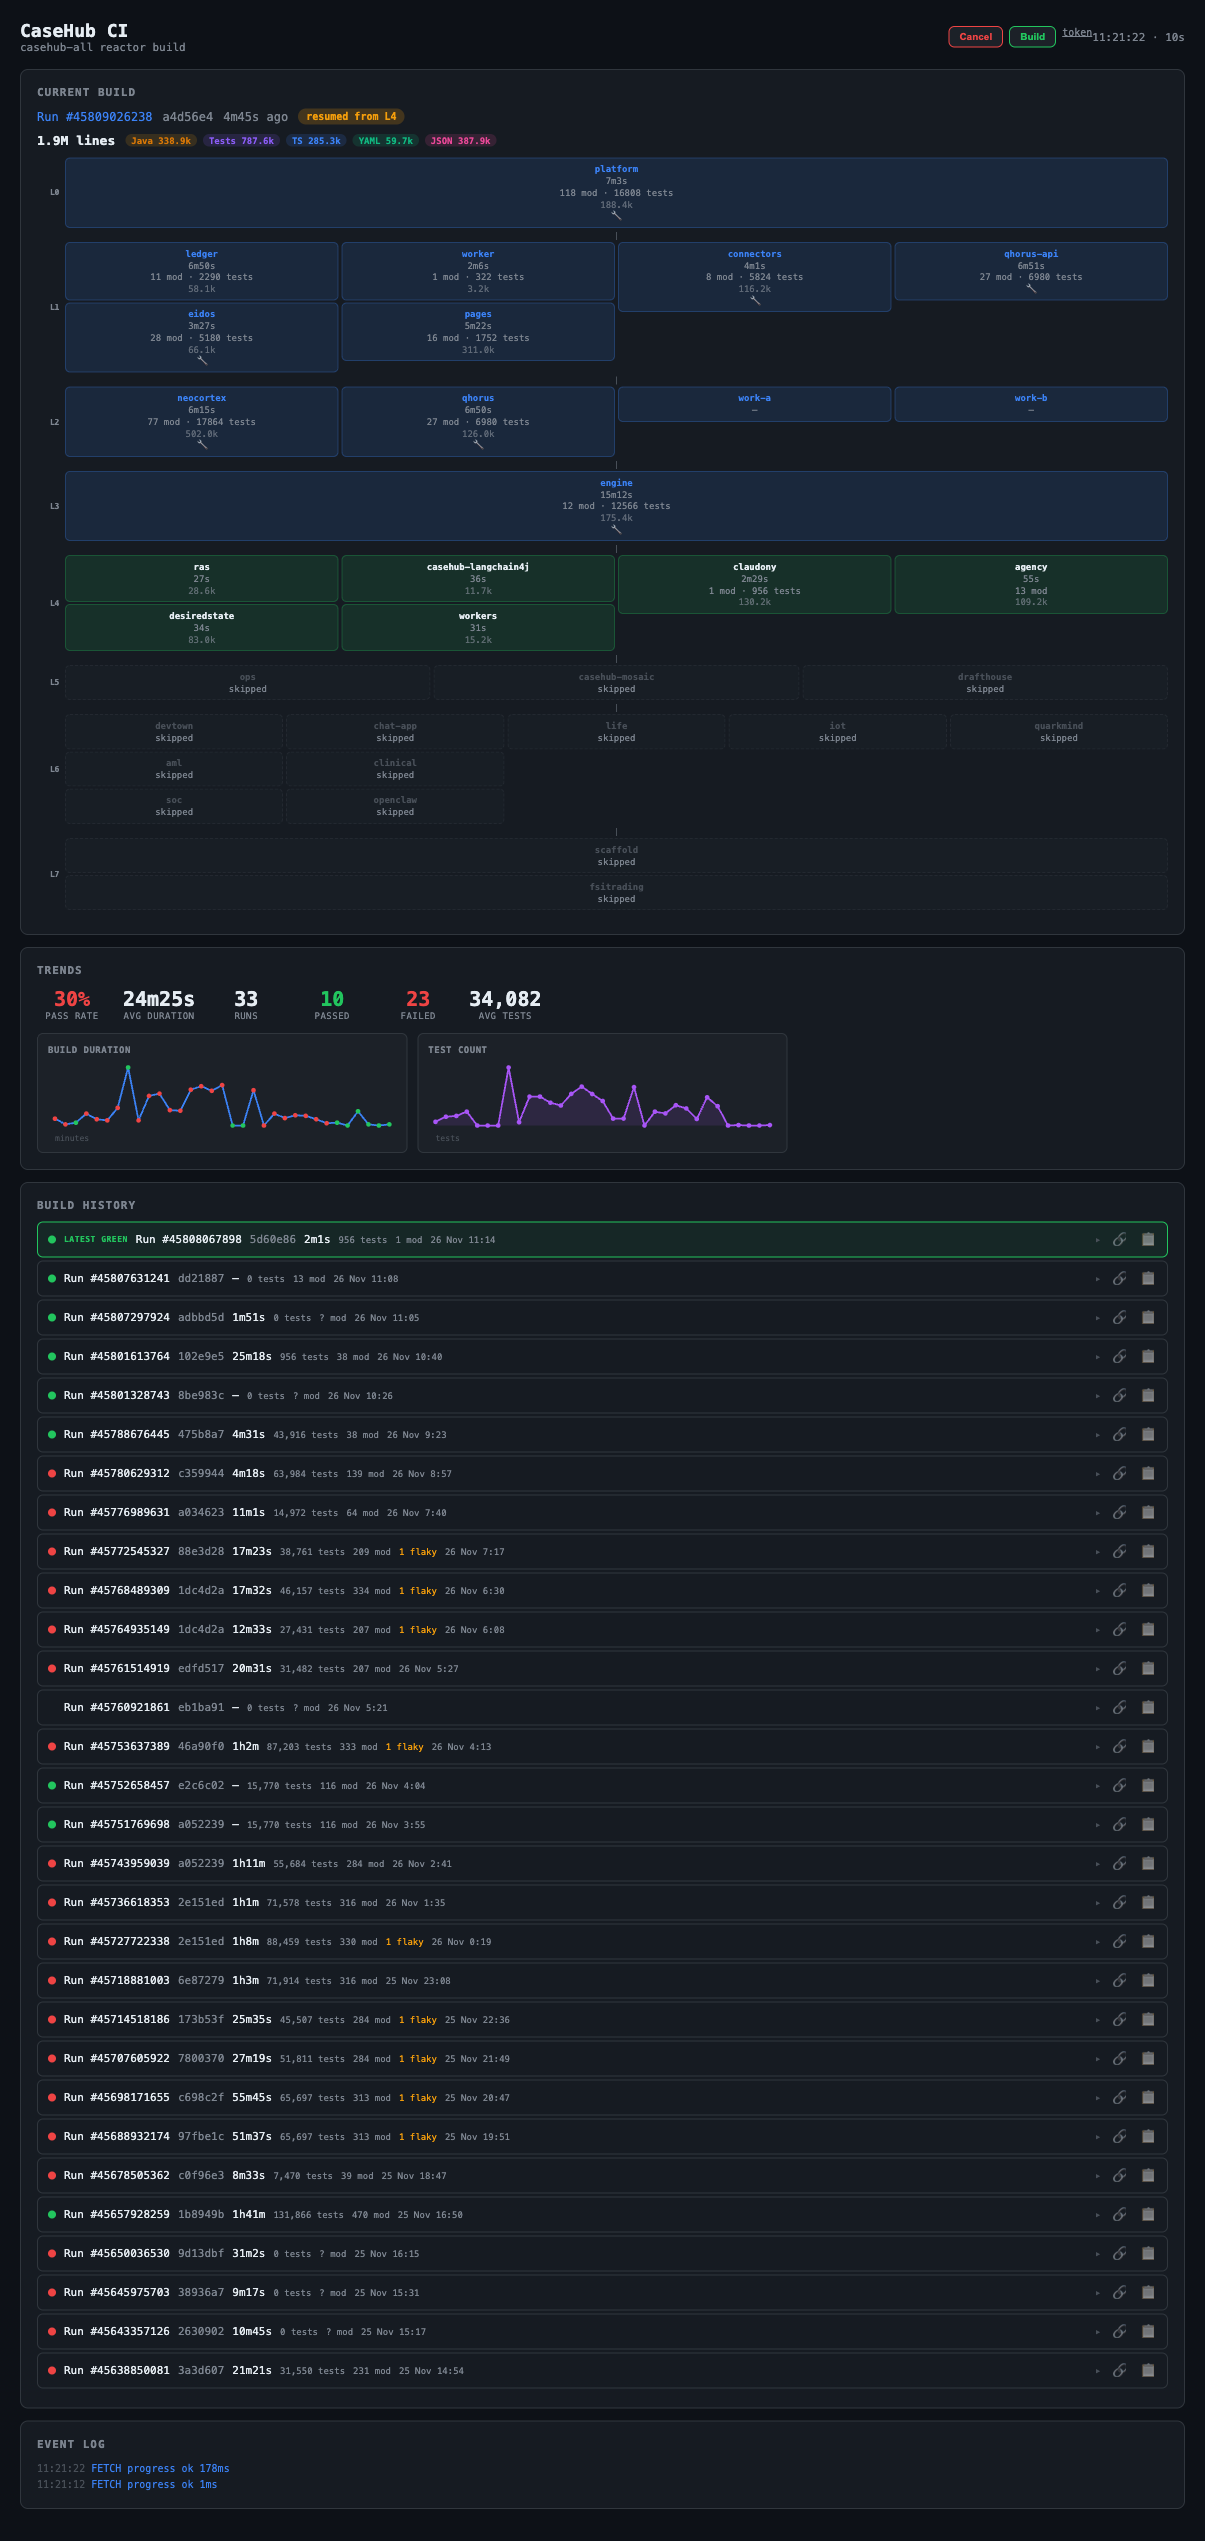 CaseHub CI
casehub-all reactor build
Cancel Build token 11:21:22 · 10s
CURRENT BUILD
Run #45809026238 a4d56e4 4m45s ago resumed from L4
1.9M lines Java 338.9k Tests 787.6k TS 285.3k YAML 59.7k JSON 387.9k
L0
platform
7m3s
118 mod · 16808 tests
188.4k
L1
ledger
6m50s
11 mod · 2290 tests
58.1k
worker
2m6s
1 mod · 322 tests
3.2k
connectors
4m1s
8 mod · 5824 tests
116.2k
qhorus-api
6m51s
27 mod · 6980 tests
eidos
3m27s
28 mod · 5180 tests
66.1k
pages
5m22s
16 mod · 1752 tests
311.0k
L2
neocortex
6m15s
77 mod · 17864 tests
502.0k
qhorus
6m50s
27 mod · 6980 tests
126.0k
work-a
—
work-b
—
L3
engine
15m12s
12 mod · 12566 tests
175.4k
L4
ras
27s
28.6k
casehub-langchain4j
36s
11.7k
claudony
2m29s
1 mod · 956 tests
130.2k
agency
55s
13 mod
109.2k
desiredstate
34s
83.0k
workers
31s
15.2k
L5
ops
skipped
casehub-mosaic
skipped
drafthouse
skipped
L6
devtown
skipped
chat-app
skipped
life
skipped
iot
skipped
quarkmind
skipped
aml
skipped
clinical
skipped
soc
skipped
openclaw
skipped
L7
scaffold
skipped
fsitrading
skipped
TRENDS
30% 24m25s 33 10 23 34,082
PASS RATE AVG DURATION RUNS PASSED FAILED AVG TESTS
BUILD DURATION
minutes
TEST COUNT
tests
BUILD HISTORY
LATEST GREEN Run #45808067898 5d60e86 2m1s 956 tests 1 mod 26 Nov 11:14
Run #45807631241 dd21887 — 0 tests 13 mod 26 Nov 11:08
Run #45807297924 adbbd5d 1m51s 0 tests ? mod 26 Nov 11:05
Run #45801613764 102e9e5 25m18s 956 tests 38 mod 26 Nov 10:40
Run #45801328743 8be983c — 0 tests ? mod 26 Nov 10:26
Run #45788676445 475b8a7 4m31s 43,916 tests 38 mod 26 Nov 9:23
Run #45780629312 c359944 4m18s 63,984 tests 139 mod 26 Nov 8:57
Run #45776989631 a034623 11m1s 14,972 tests 64 mod 26 Nov 7:40
Run #45772545327 88e3d28 17m23s 38,761 tests 209 mod 1 flaky 26 Nov 7:17
Run #45768489309 1dc4d2a 17m32s 46,157 tests 334 mod 1 flaky 26 Nov 6:30
Run #45764935149 1dc4d2a 12m33s 27,431 tests 207 mod 1 flaky 26 Nov 6:08
Run #45761514919 edfd517 20m31s 31,482 tests 207 mod 26 Nov 5:27
Run #45760921861 eb1ba91 — 0 tests ? mod 26 Nov 5:21
Run #45753637389 46a90f0 1h2m 87,203 tests 333 mod 1 flaky 26 Nov 4:13
Run #45752658457 e2c6c02 — 15,770 tests 116 mod 26 Nov 4:04
Run #45751769698 a052239 — 15,770 tests 116 mod 26 Nov 3:55
Run #45743959039 a052239 1h11m 55,684 tests 284 mod 26 Nov 2:41
Run #45736618353 2e151ed 1h1m 71,578 tests 316 mod 26 Nov 1:35
Run #45727722338 2e151ed 1h8m 88,459 tests 330 mod 1 flaky 26 Nov 0:19
Run #45718881003 6e87279 1h3m 71,914 tests 316 mod 25 Nov 23:08
Run #45714518186 173b53f 25m35s 45,507 tests 284 mod 1 flaky 25 Nov 22:36
Run #45707605922 7800370 27m19s 51,811 tests 284 mod 1 flaky 25 Nov 21:49
Run #45698171655 c698c2f 55m45s 65,697 tests 313 mod 1 flaky 25 Nov 20:47
Run #45688932174 97fbe1c 51m37s 65,697 tests 313 mod 1 flaky 25 Nov 19:51
Run #45678505362 c0f96e3 8m33s 7,470 tests 39 mod 25 Nov 18:47
Run #45657928259 1b8949b 1h41m 131,866 tests 470 mod 25 Nov 16:50
Run #45650036530 9d13dbf 31m2s 0 tests ? mod 25 Nov 16:15
Run #45645975703 38936a7 9m17s 0 tests ? mod 25 Nov 15:31
Run #45643357126 2630902 10m45s 0 tests ? mod 25 Nov 15:17
Run #45638850081 3a3d607 21m21s 31,550 tests 231 mod 25 Nov 14:54
EVENT LOG
11:21:22 FETCH progress ok 178ms
11:21:12 FETCH progress ok 1ms